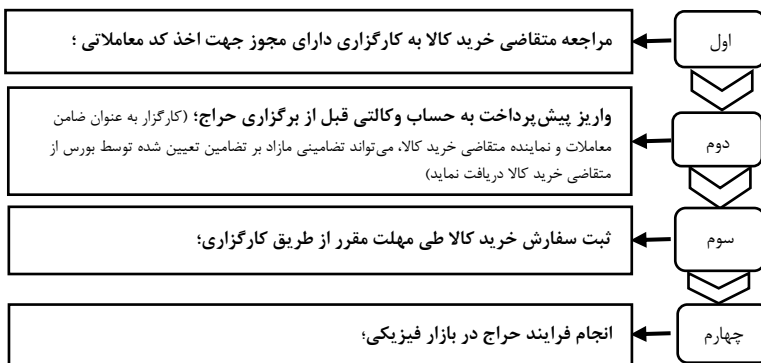 اول
مراجعه متقاضی خرید کالا به کارگزاری دارای مجوز جهت اخذ کد معاملاتی ؛
دوم
واریز پیش‌پرداخت به حساب وکالتی قبل از برگزاری حراج؛ (کارگزار به عنوان ضامن
معاملات و نماینده متقاضی خرید کالا، می‌تواند تضامینی مازاد بر تضامین تعیین شده توسط بورس از
متقاضی خرید کالا دریافت نماید)
سوم
ثبت سفارش خرید کالا طی مهلت مقرر از طریق کارگزاری؛
چهارم
انجام فرایند حراج در بازار فیزیکی؛